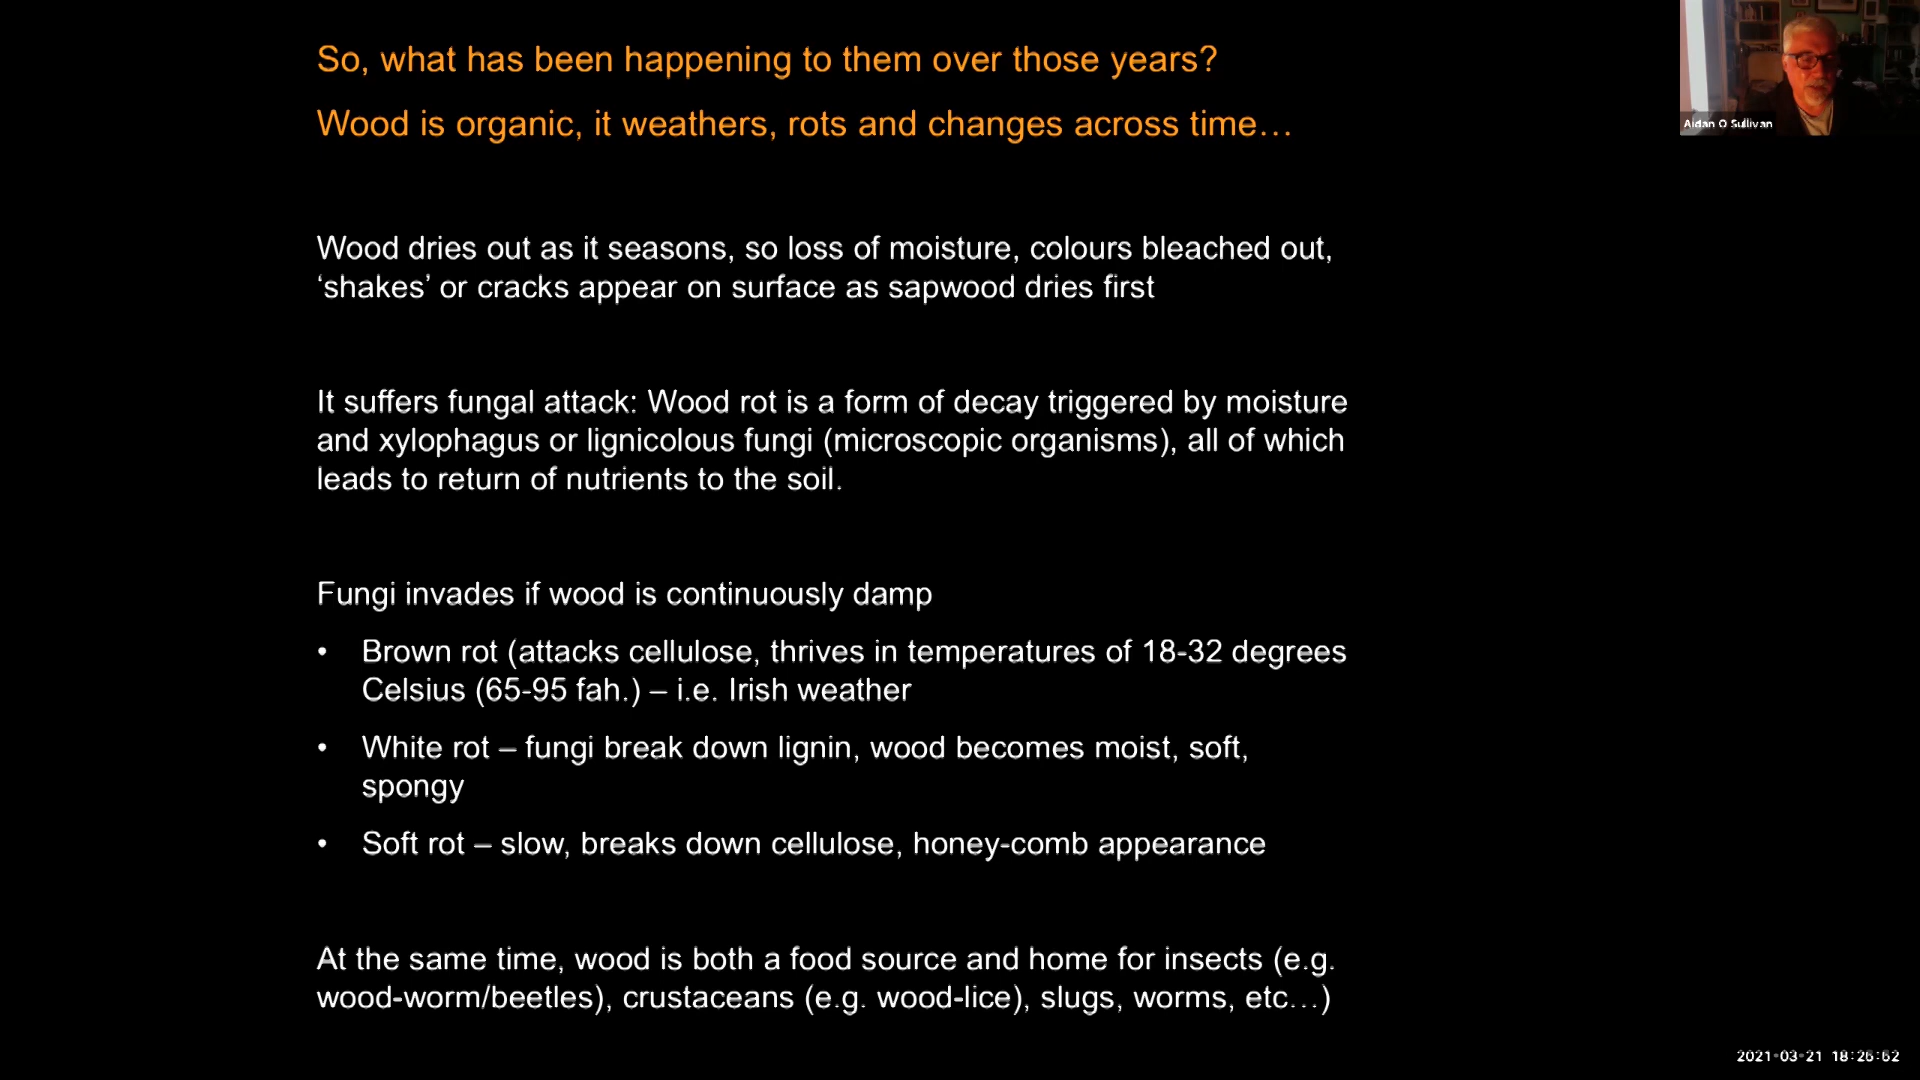 So, what has been happening to them over those years?
Wood is organic, it weathers, rots and changes across time…
Aidan O Sullivan
Wood dries out as it seasons, so loss of moisture, colours bleached out,
‘shakes’ or cracks appear on surface as sapwood dries first
It suffers fungal attack: Wood rot is a form of decay triggered by moisture
and xylophagus or lignicolous fungi (microscopic organisms), all of which
leads to return of nutrients to the soil.
Fungi invades if wood is continuously damp
• Brown rot (attacks cellulose, thrives in temperatures of 18-32 degrees
Celsius (65-95 fah.) – i.e. Irish weather
• White rot – fungi break down lignin, wood becomes moist, soft,
spongy
• Soft rot – slow, breaks down cellulose, honey-comb appearance
At the same time, wood is both a food source and home for insects (e.g.
wood-worm/beetles), crustaceans (e.g. wood-lice), slugs, worms, etc…)
2021-03-21 18:26:52